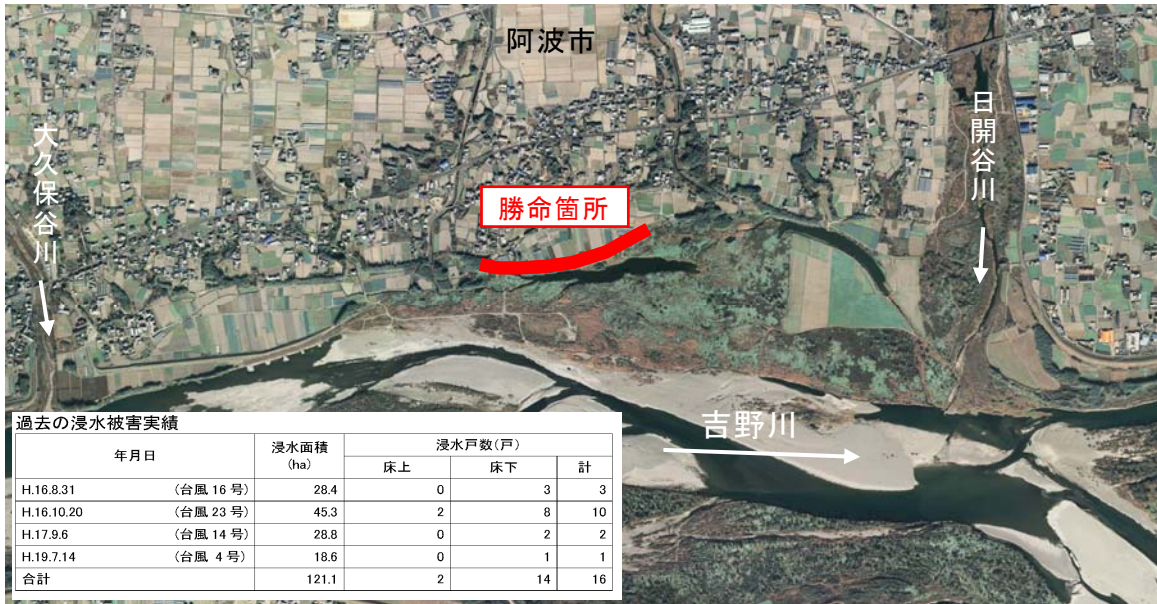 阿波市
大久保谷川
日開谷川
勝命箇所
吉野川
過去の浸水被害実績
年月日 浸水面積(ha) 浸水戸数(戸)
床上 床下 計
H.16.8.31 (台風 16 号) 28.4 0 3 3
H.16.10.20 (台風 23 号) 45.3 2 8 10
H.17.9.6 (台風 14 号) 28.8 0 2 2
H.19.7.14 (台風 4 号) 18.6 0 1 1
合計 121.1 2 14 16